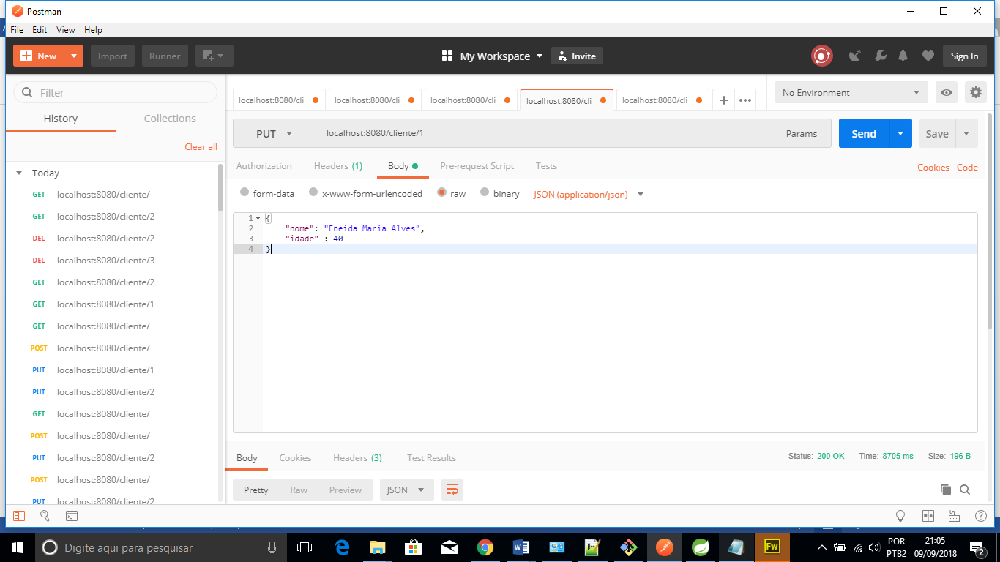 Postman
File Edit View Help
New Import Runner My Workspace Invite Sign In
Filter
History Collections
Clear all
Today
GET localhost:8080/cliente/
GET localhost:8080/cliente/2
DEL localhost:8080/cliente/2
DEL localhost:8080/cliente/3
GET localhost:8080/cliente/2
GET localhost:8080/cliente/1
GET localhost:8080/cliente/
POST localhost:8080/cliente/
PUT localhost:8080/cliente/1
PUT localhost:8080/cliente/2
GET localhost:8080/cliente/
POST localhost:8080/cliente/
PUT localhost:8080/cliente/2
POST localhost:8080/cliente/
PUT localhost:8080/cliente/2
localhost:8080/cli localhost:8080/cli localhost:8080/cli localhost:8080/cli localhost:8080/cli + ••• No Environment
PUT localhost:8080/cliente/1 Params Send Save
Authorization Headers (1) Body Pre-request Script Tests Cookies Code
form-data x-www-form-urlencoded raw binary JSON (application/json)
1 {
2 "nome": "Eneida Maria Alves",
3 "idade" : 40
4 }
Body Cookies Headers (3) Test Results Status: 200 OK Time: 8705 ms Size: 196 B
Pretty Raw Preview JSON
Digite aqui para pesquisar
Fw
POR
PTB2
21:05
09/09/2018
2